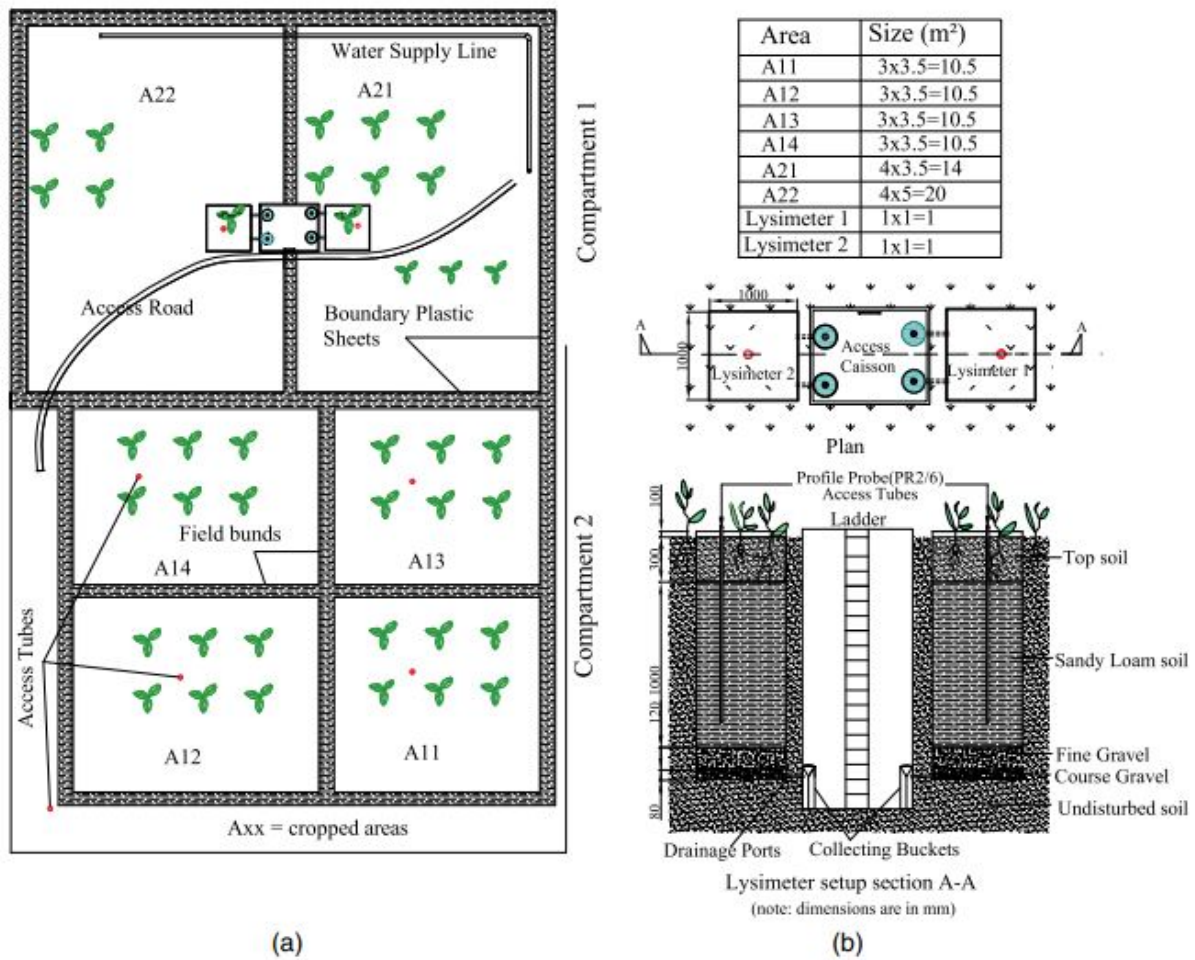 Water Supply Line
A22
A21
Compartment 1
Access Road
Boundary Plastic
Sheets
Field bunds
A14
A13
Compartment 2
Access Tubes
A12
A11
Axx = cropped areas
(a)
Area Size (m²)
A11 3x3.5=10.5
A12 3x3.5=10.5
A13 3x3.5=10.5
A14 3x3.5=10.5
A21 4x3.5=14
A22 4x5=20
Lysimeter 1 1x1=1
Lysimeter 2 1x1=1
1000
A
A
1000
Lysimeter 2
Access
Caisson
Lysimeter 1
Plan
Profile Probe(PR2/6)
Access Tubes
Ladder
100
300
Top soil
1000
Sandy Loam soil
120
Fine Gravel
Course Gravel
80
Undisturbed soil
Drainage Ports
Collecting Buckets
Lysimeter setup section A-A
(note: dimensions are in mm)
(b)